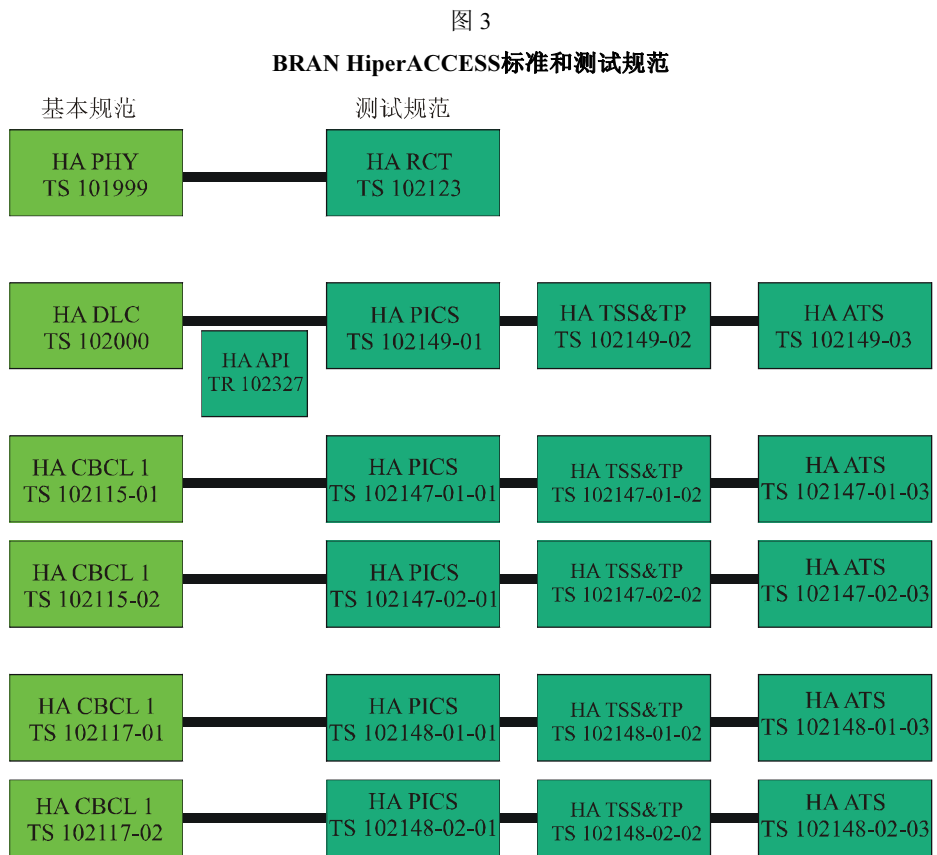 图 3
BRAN HiperACCESS标准和测试规范
基本规范
测试规范
HA PHY
TS 101999
HA RCT
TS 102123
HA DLC
TS 102000
HA API
TR 102327
HA PICS
TS 102149-01
HA TSS&TP
TS 102149-02
HA ATS
TS 102149-03
HA CBCL 1
TS 102115-01
HA PICS
TS 102147-01-01
HA TSS&TP
TS 102147-01-02
HA ATS
TS 102147-01-03
HA CBCL 1
TS 102115-02
HA PICS
TS 102147-02-01
HA TSS&TP
TS 102147-02-02
HA ATS
TS 102147-02-03
HA CBCL 1
TS 102117-01
HA PICS
TS 102148-01-01
HA TSS&TP
TS 102148-01-02
HA ATS
TS 102148-01-03
HA CBCL 1
TS 102117-02
HA PICS
TS 102148-02-01
HA TSS&TP
TS 102148-02-02
HA ATS
TS 102148-02-03